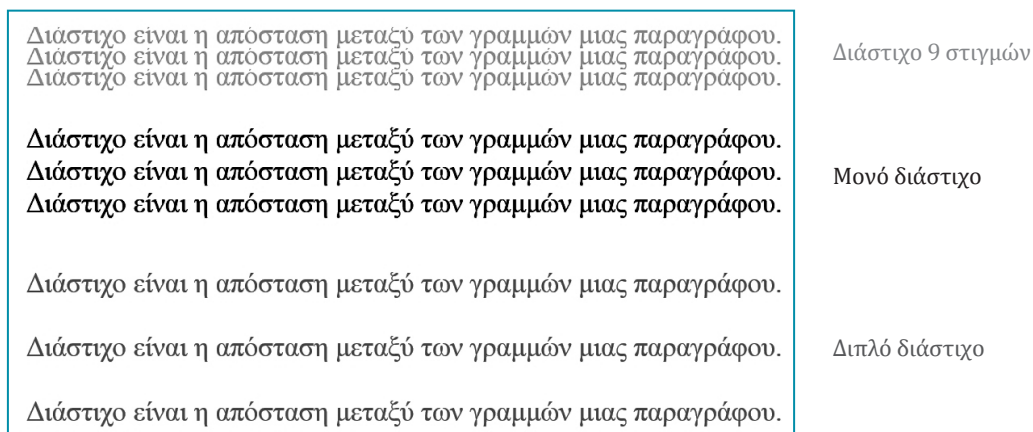 Διάστιχο είναι η απόσταση μεταξύ των γραμμών μιας παραγράφου.
Διάστιχο είναι η απόσταση μεταξύ των γραμμών μιας παραγράφου.
Διάστιχο είναι η απόσταση μεταξύ των γραμμών μιας παραγράφου.
Διάστιχο 9 στιγμών
Διάστιχο είναι η απόσταση μεταξύ των γραμμών μιας παραγράφου.
Διάστιχο είναι η απόσταση μεταξύ των γραμμών μιας παραγράφου.
Διάστιχο είναι η απόσταση μεταξύ των γραμμών μιας παραγράφου.
Μονό διάστιχο
Διάστιχο είναι η απόσταση μεταξύ των γραμμών μιας παραγράφου.
Διάστιχο είναι η απόσταση μεταξύ των γραμμών μιας παραγράφου.
Διάστιχο είναι η απόσταση μεταξύ των γραμμών μιας παραγράφου.
Διπλό διάστιχο